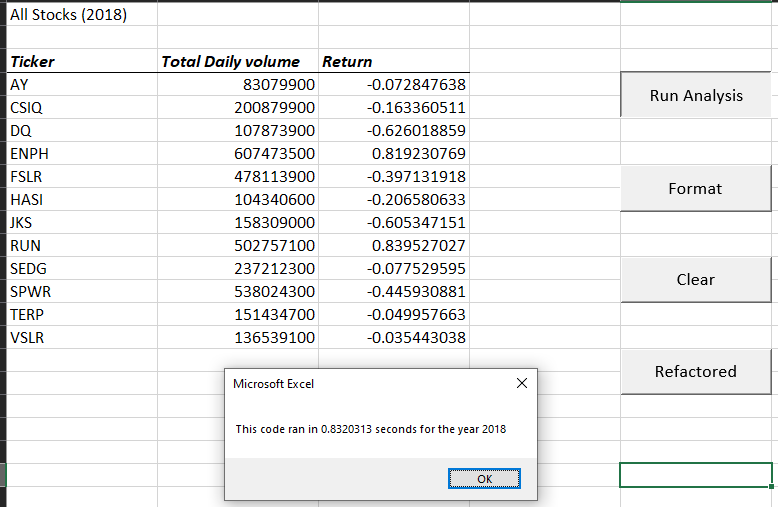 All Stocks (2018)
Ticker Total Daily volume Return
AY 83079900 -0.072847638
CSIQ 200879900 -0.163360511
DQ 107873900 -0.626018859
ENPH 607473500 0.819230769
FSLR 478113900 -0.397131918
HASI 104340600 -0.206580633
JKS 158309000 -0.605347151
RUN 502757100 0.839527027
SEDG 237212300 -0.077529595
SPWR 538024300 -0.445930881
TERP 151434700 -0.049957663
VSLR 136539100 -0.035443038
Run Analysis
Format
Clear
Refactored
Microsoft Excel
This code ran in 0.8320313 seconds for the year 2018
OK